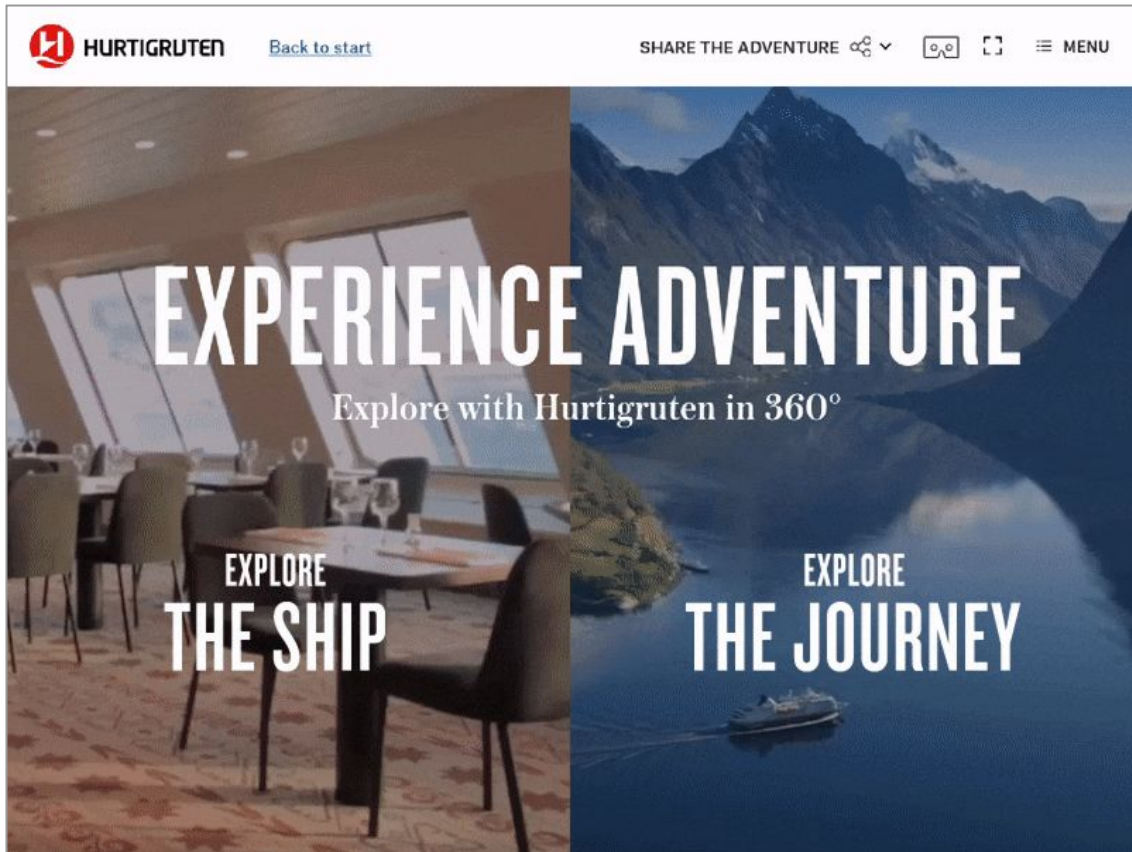 HURTIGRUTEN
Back to start
SHARE THE ADVENTURE
MENU
EXPERIENCE ADVENTURE
Explore with Hurtigruten in 360°
EXPLORE
THE SHIP
EXPLORE
THE JOURNEY